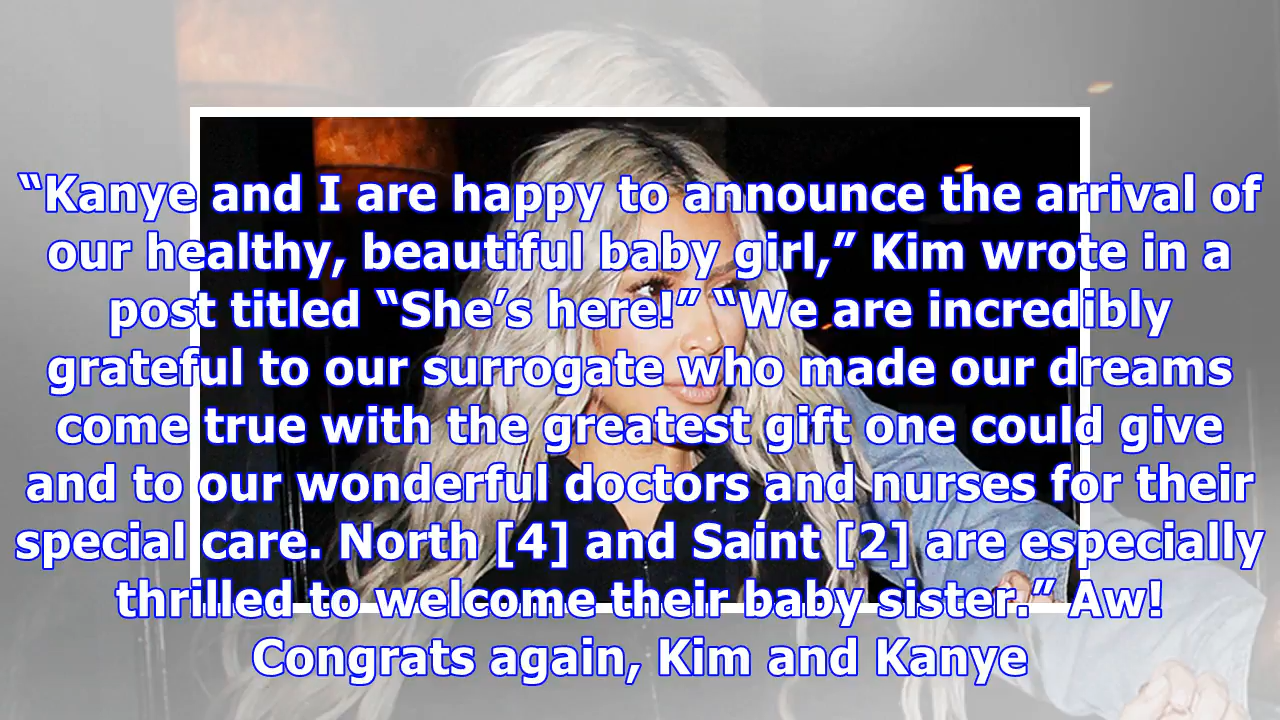 “Kanye and I are happy to announce the arrival of
our healthy, beautiful baby girl,” Kim wrote in a
post titled “She’s here!” “We are incredibly
grateful to our surrogate who made our dreams
come true with the greatest gift one could give
and to our wonderful doctors and nurses for their
special care. North [4] and Saint [2] are especially
thrilled to welcome their baby sister.” Aw!
Congrats again, Kim and Kanye